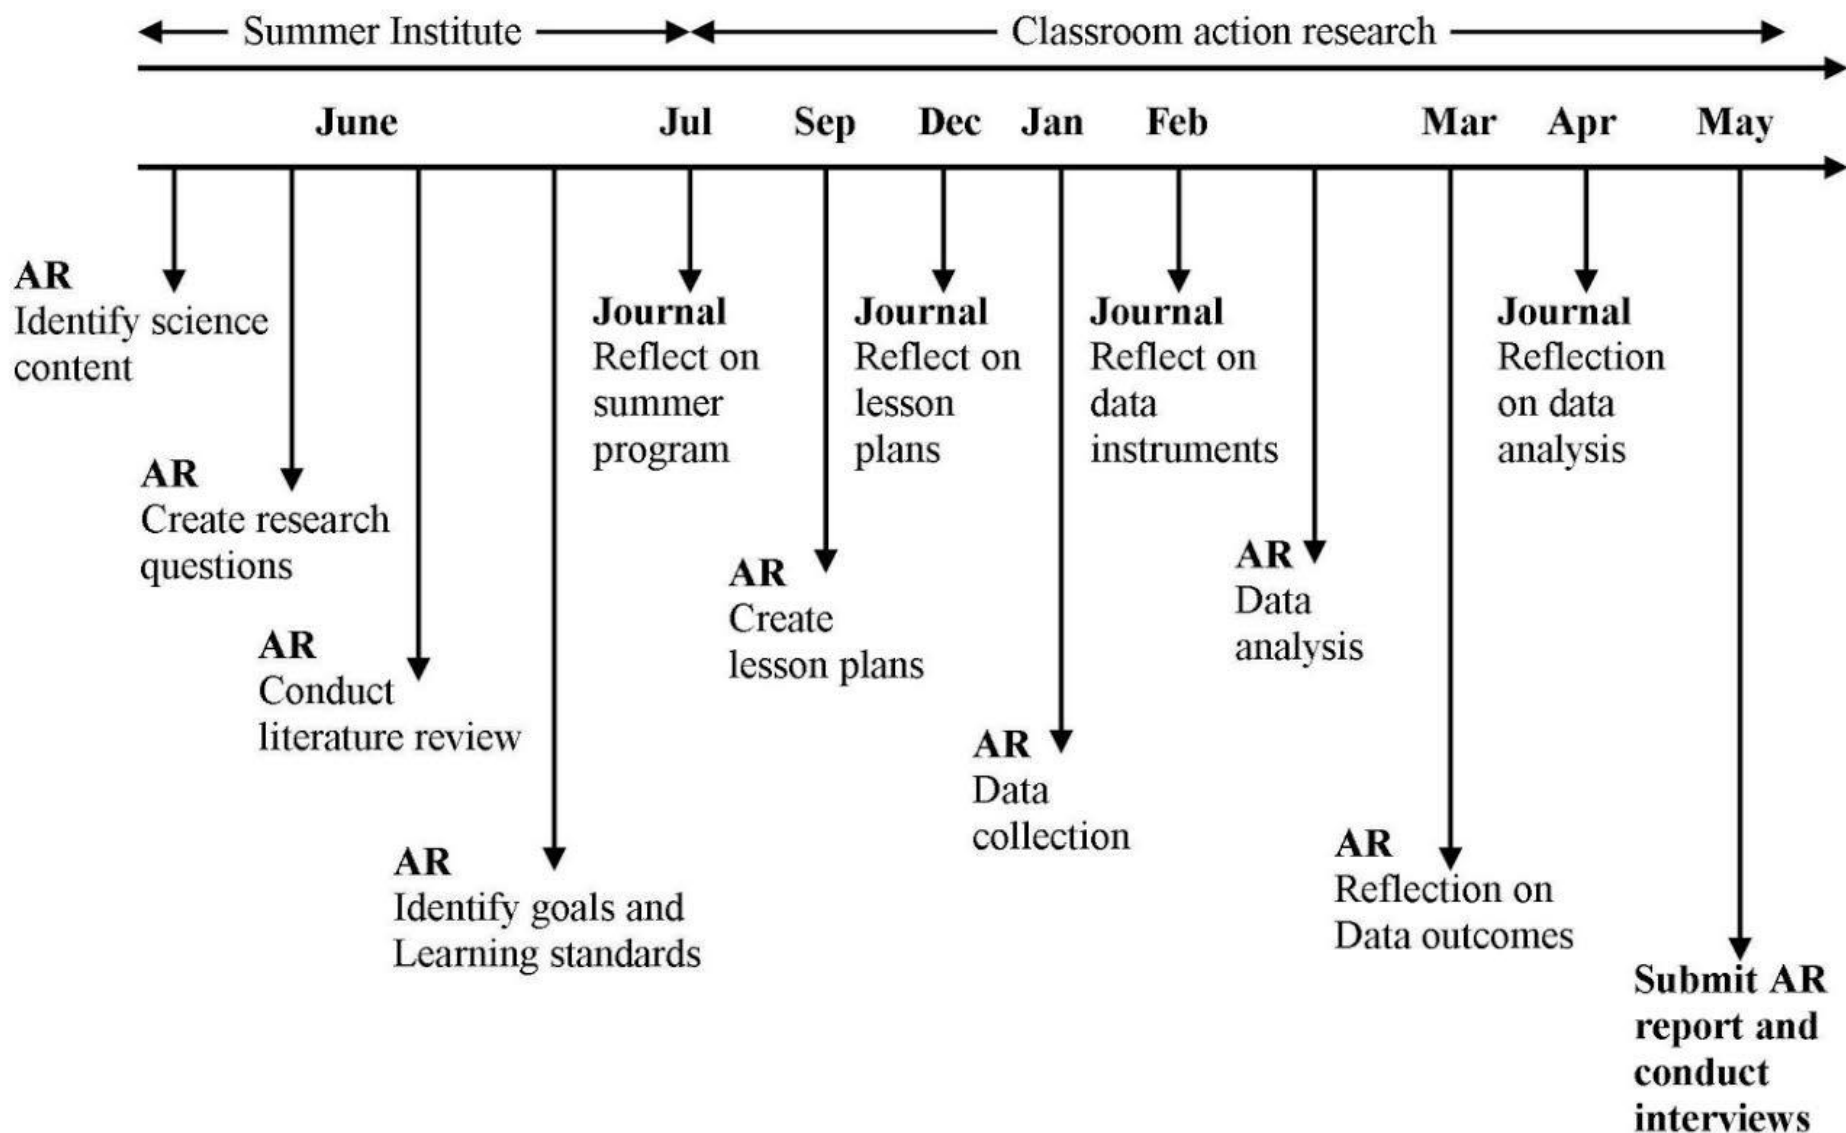 Summer Institute
Classroom action research
June
Jul
Sep
Dec
Jan
Feb
Mar
Apr
May
AR
Identify science
content
AR
Create research
questions
AR
Conduct
literature review
AR
Identify goals and
Learning standards
Journal
Reflect on
summer
program
AR
Create
lesson plans
Journal
Reflect on
lesson
plans
AR
Data
collection
Journal
Reflect on
data
instruments
AR
Data
analysis
AR
Reflection on
Data outcomes
Journal
Reflection
on data
analysis
Submit AR
report and
conduct
interviews